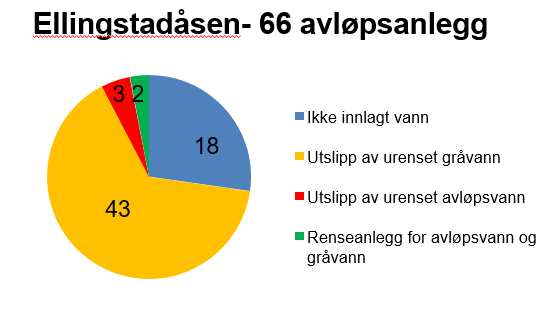 Ellingstadåsen- 66 avløpsanlegg
3 2
18
43
Ikke innlagt vann
Utslipp av urenset gråvann
Utslipp av urenset avløpsvann
Renseanlegg for avløpsvann og
gråvann